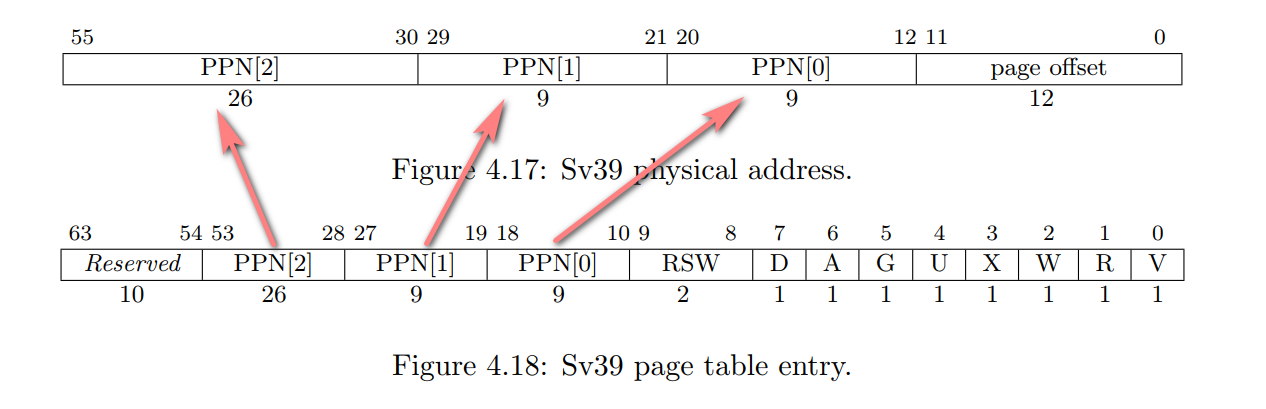 55 30 29 21 20 12 11 0
PPN[2] PPN[1] PPN[0] page offset
26 9 9 12
Figure 4.17: Sv39 physical address.
63 54 53 28 27 19 18 10 9 8 7 6 5 4 3 2 1 0
Reserved PPN[2] PPN[1] PPN[0] RSW D A G U X W R V
10 26 9 9 2 1 1 1 1 1 1 1 1
Figure 4.18: Sv39 page table entry.